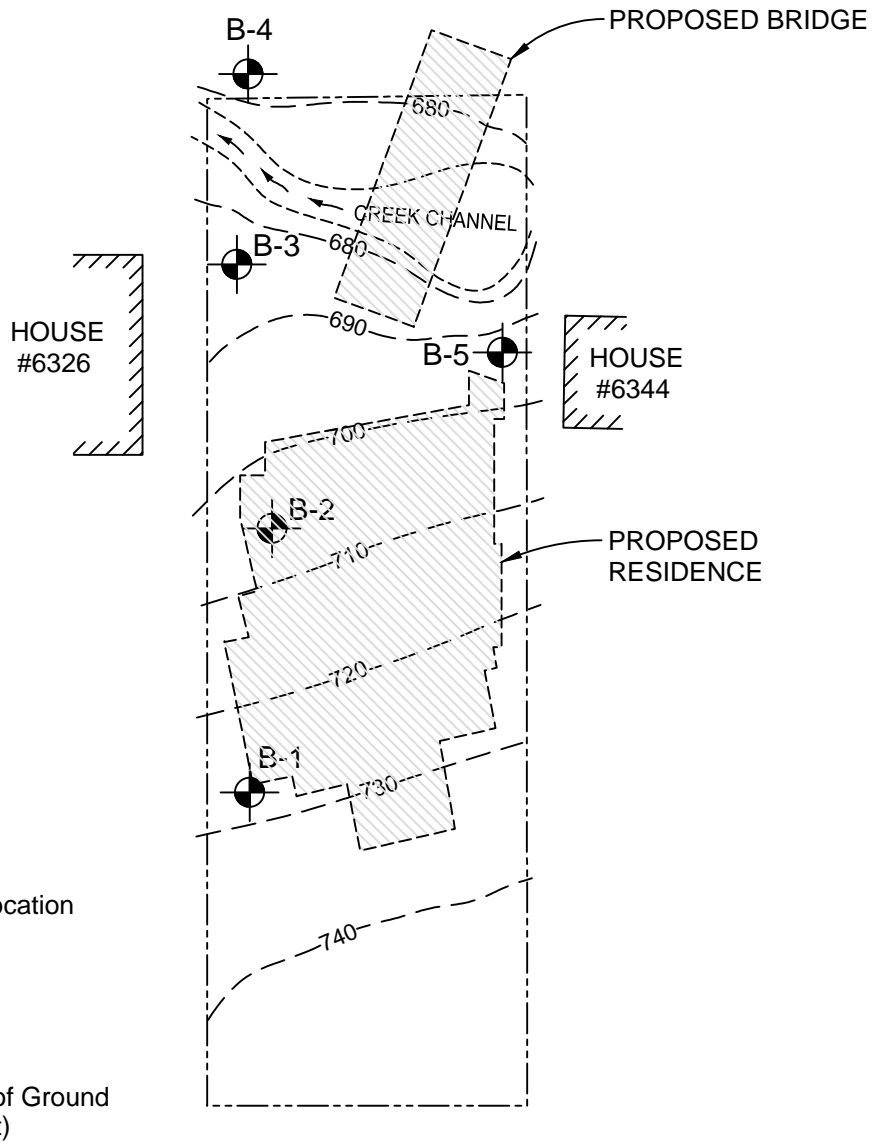 PROPOSED BRIDGE
B-4
680
CREEK CHANNEL
B-3
680
690
HOUSE
#6326
B-5
HOUSE
#6344
700
B-2
710
PROPOSED
RESIDENCE
720
B-1
730
ocation
740
of Ground
)